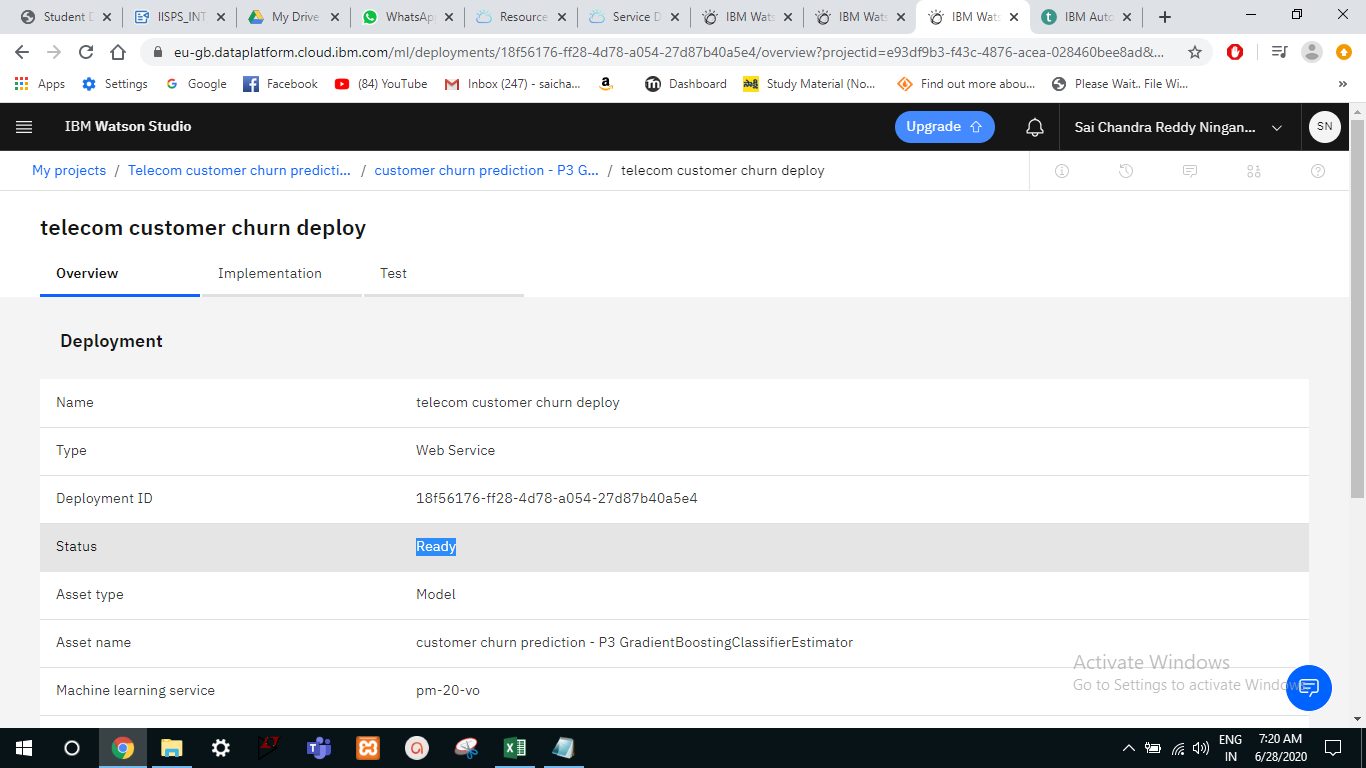 Student D
IISPS_INT
My Drive
WhatsApp
Resource
Service D
IBM Wats
IBM Wats
IBM Wats
IBM Auto
eu-gb.dataplatform.cloud.ibm.com/ml/deployments/18f56176-ff28-4d78-a054-27d87b40a5e4/overview?projectid=e93df9b3-f43c-4876-acea-028460bee8ad&...
Apps
Settings
Google
Facebook
(84) YouTube
Inbox (247) - saicha...
Dashboard
Study Material (No...
Find out more abou...
Please Wait.. File Wi...
IBM Watson Studio
Upgrade
Sai Chandra Reddy Ningan...
SN
My projects / Telecom customer churn predicti... / customer churn prediction - P3 G... / telecom customer churn deploy
telecom customer churn deploy
Overview
Implementation
Test
Deployment
Name telecom customer churn deploy
Type Web Service
Deployment ID 18f56176-ff28-4d78-a054-27d87b40a5e4
Status Ready
Asset type Model
Asset name customer churn prediction - P3 GradientBoostingClassifierEstimator
Machine learning service pm-20-vo
Activate Windows
Go to Settings to activate Windows
ENG
IN
7:20 AM
6/28/2020